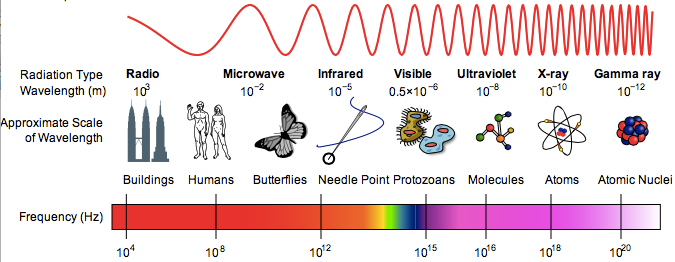 Radiation Type Radio Microwave Infrared Visible Ultraviolet X-ray Gamma ray
Wavelength (m) 10³ 10⁻² 10⁻⁵ 0.5×10⁻⁶ 10⁻⁸ 10⁻¹⁰ 10⁻¹²
Approximate Scale
of Wavelength
Buildings Humans Butterflies Needle Point Protozoans Molecules Atoms Atomic Nuclei
Frequency (Hz)
10⁴ 10⁸ 10¹² 10¹⁵ 10¹⁶ 10¹⁸ 10²⁰